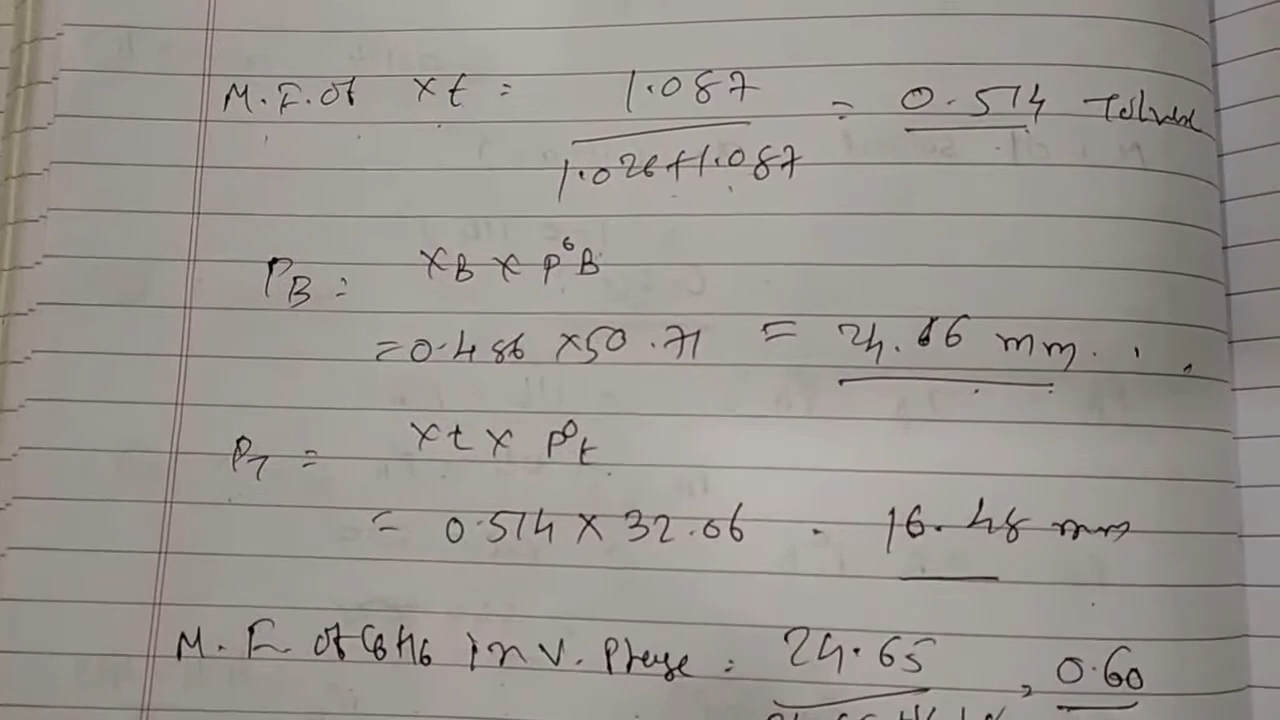 M.F. of xt = 1.087 = 0.514
1.026+1.087
PB = xB x P°B
= 0.486 x 50.71 = 24.66 mm.
PT = xt x P°t
= 0.514 x 32.06 - 16.48 mm
M.F. of C6H6 in V. Phase = 24.65 , 0.60